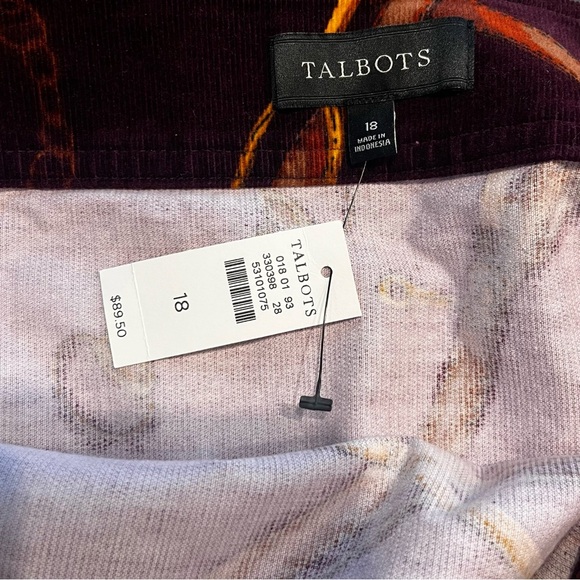 TALBOTS
18
MADE IN
INDONESIA
TALBOTS
018 01 93
330398 28
53101075
18
$89.50